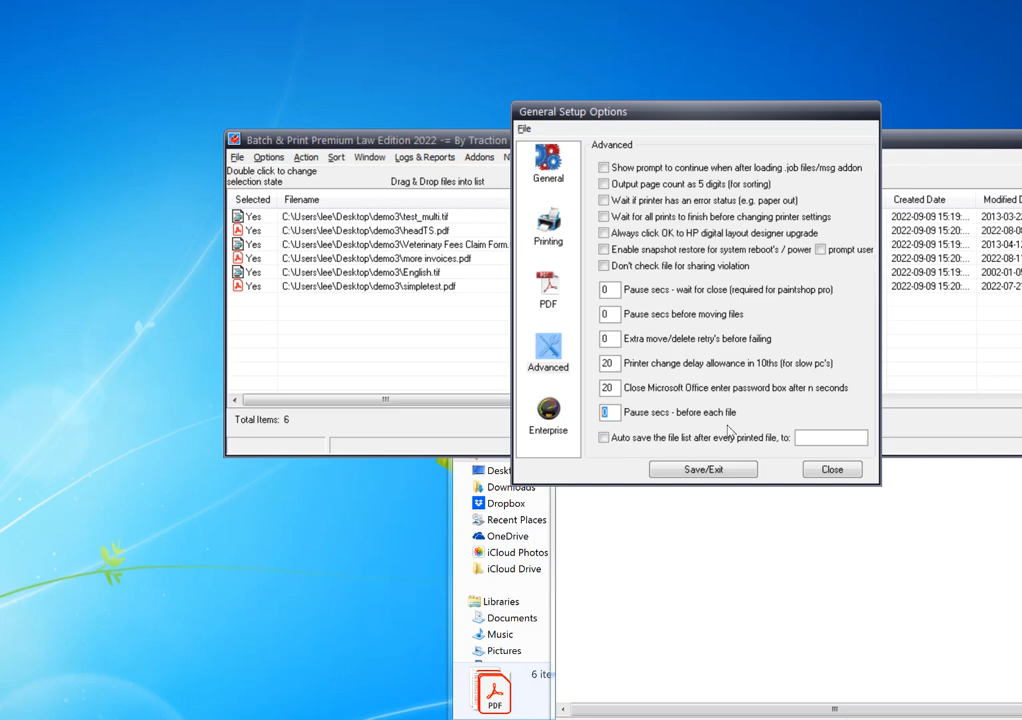 General Setup Options
File
Batch & Print Premium Law Edition 2022 -= By Traction
File Options Action Sort Window Logs & Reports Addons
Double click to change
selection state
Drag & Drop files into list
Selected Filename
Yes C:\Users\lee\Desktop\demo3\test_multi.tif
Yes C:\Users\lee\Desktop\demo3\headTS.pdf
Yes C:\Users\lee\Desktop\demo3\Veterinary Fees Claim Form.
Yes C:\Users\lee\Desktop\demo3\more invoices.pdf
Yes C:\Users\lee\Desktop\demo3\English.tif
Yes C:\Users\lee\Desktop\demo3\simpletest.pdf
Total Items: 6
General
Printing
PDF
Advanced
Enterprise
Advanced
Show prompt to continue when after loading .job files/msg addon
Output page count as 5 digits (for sorting)
Wait if printer has an error status (e.g. paper out)
Wait for all prints to finish before changing printer settings
Always click OK to HP digital layout designer upgrade
Enable snapshot restore for system reboot's / power prompt user
Don't check file for sharing violation
0 Pause secs - wait for close (required for paintshop pro)
0 Pause secs before moving files
0 Extra move/delete retry's before failing
20 Printer change delay allowance in 10ths (for slow pc's)
20 Close Microsoft Office enter password box after n seconds
0 Pause secs - before each file
Auto save the file list after every printed file, to:
Save/Exit Close
Created Date Modified D
2022-09-09 15:19:... 2013-03-
2022-09-09 15:20:... 2022-08-
2022-09-09 15:19:... 2013-04-
2022-09-09 15:20:... 2022-08-
2022-09-09 15:19:... 2002-01-
2022-09-09 15:20:... 2022-07-
Deskt
Downloads
Dropbox
Recent Places
OneDrive
iCloud Photos
iCloud Drive
Libraries
Documents
Music
Pictures
6 ite
PDF